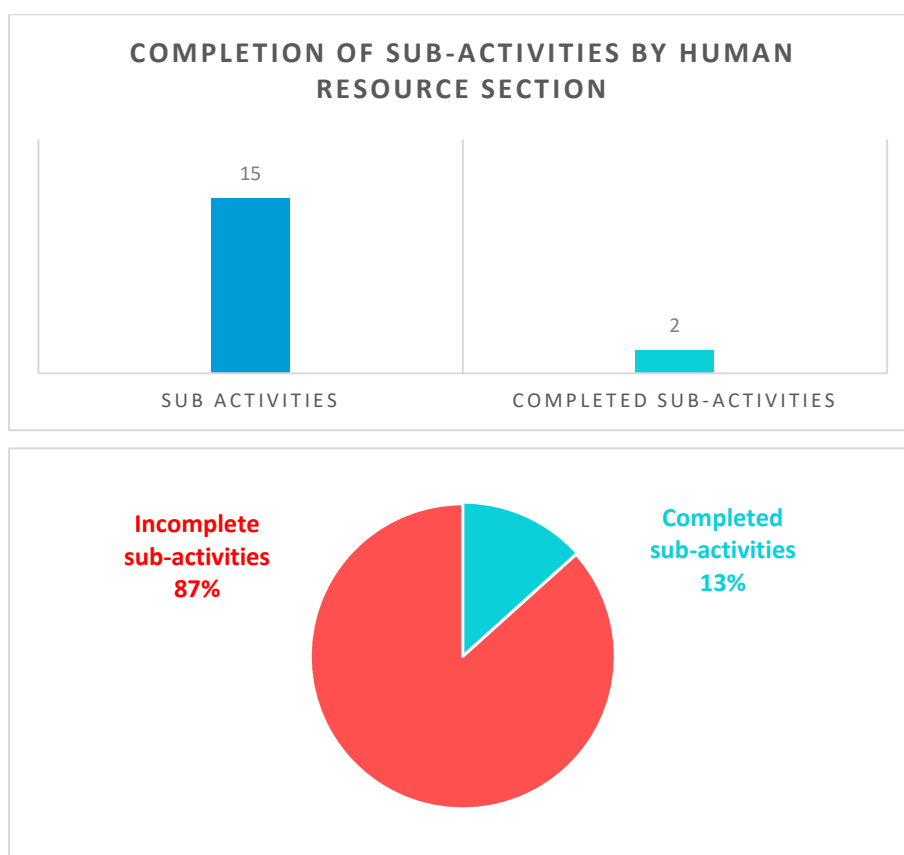 COMPLETION OF SUB-ACTIVITIES BY HUMAN
RESOURCE SECTION
15
2
SUB ACTIVITIES
COMPLETED SUB-ACTIVITIES
Incomplete
sub-activities
87%
Completed
sub-activities
13%